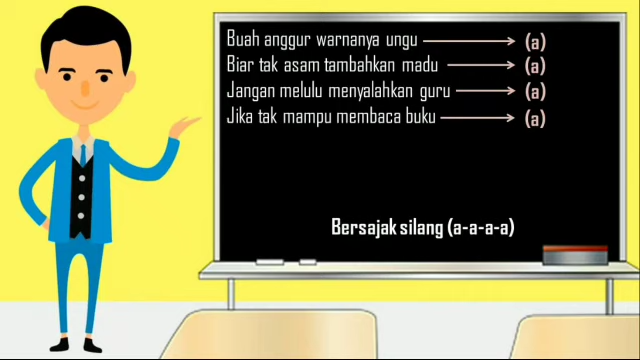 Buah anggur warnanya ungu (a)
Biar tak asam tambahkan madu (a)
Jangan melulu menyalahkan guru (a)
Jika tak mampu membaca buku (a)
Bersajak silang (a-a-a-a)